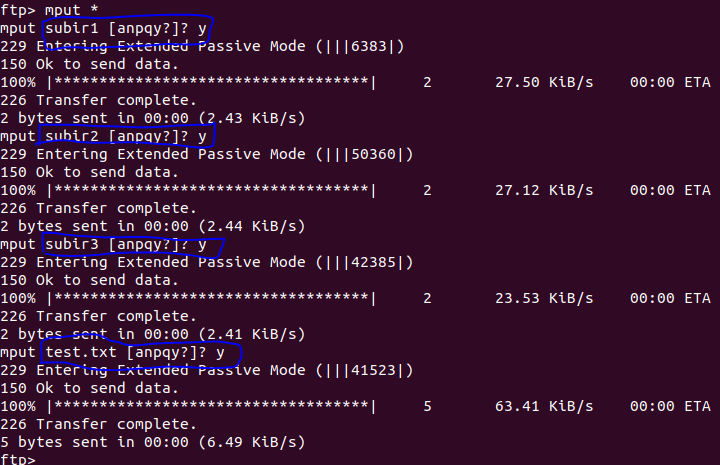 ftp> mput *
mput subir1 [anpqy?]? y
229 Entering Extended Passive Mode (|||6383|)
150 Ok to send data.
100% |***********************************| 2 27.50 KiB/s 00:00 ETA
226 Transfer complete.
2 bytes sent in 00:00 (2.43 KiB/s)
mput subir2 [anpqy?]? y
229 Entering Extended Passive Mode (|||50360|)
150 Ok to send data.
100% |***********************************| 2 27.12 KiB/s 00:00 ETA
226 Transfer complete.
2 bytes sent in 00:00 (2.44 KiB/s)
mput subir3 [anpqy?]? y
229 Entering Extended Passive Mode (|||42385|)
150 Ok to send data.
100% |***********************************| 2 23.53 KiB/s 00:00 ETA
226 Transfer complete.
2 bytes sent in 00:00 (2.41 KiB/s)
mput test.txt [anpqy?]? y
229 Entering Extended Passive Mode (|||41523|)
150 Ok to send data.
100% |***********************************| 5 63.41 KiB/s 00:00 ETA
226 Transfer complete.
5 bytes sent in 00:00 (6.49 KiB/s)
ftp>